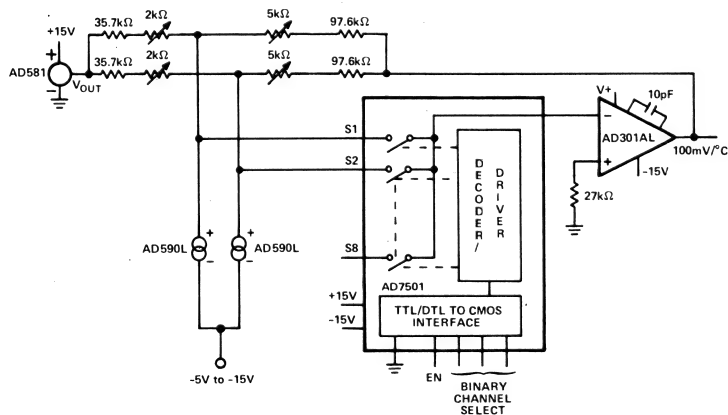 +15V
35.7kΩ
2kΩ
5kΩ
97.6kΩ
+
AD581
−
VOUT
35.7kΩ
2kΩ
5kΩ
97.6kΩ
V+
10pF
−
AD301AL
+
100mV/°C
−15V
27kΩ
S1
S2
S8
DECODER/
DRIVER
AD590L
+
−
+
−
AD590L
AD7501
+15V
−15V
TTL/DTL TO CMOS
INTERFACE
−5V to −15V
EN
BINARY
CHANNEL
SELECT